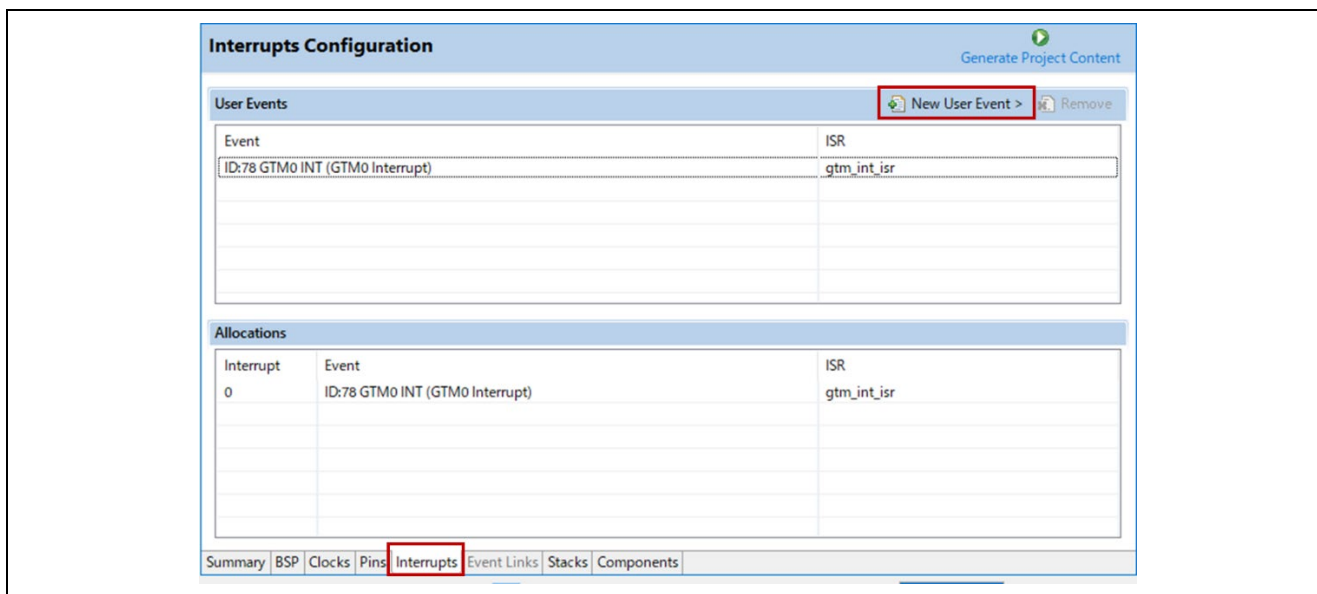 Interrupts Configuration
Generate Project Content
User Events
New User Event > Remove
Event ISR
ID:78 GTM0 INT (GTM0 Interrupt) gtm_int_isr
Allocations
Interrupt Event ISR
0 ID:78 GTM0 INT (GTM0 Interrupt) gtm_int_isr
Summary BSP Clocks Pins Interrupts Event Links Stacks Components